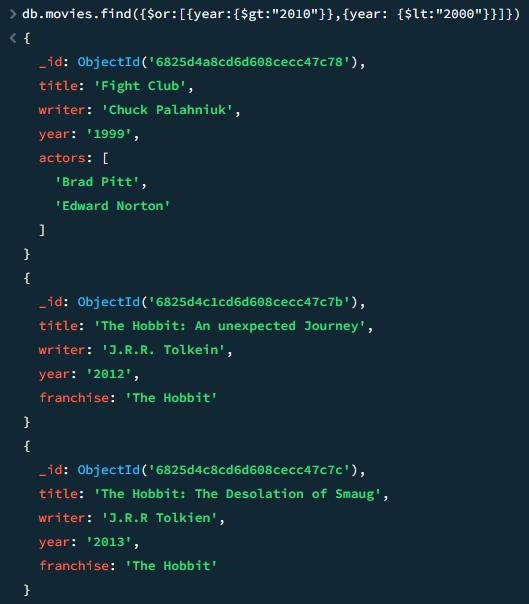 > db.movies.find({$or:[{year:{$gt:"2010"}},{year: {$lt:"2000"}}]})
< {
_id: ObjectId('6825d4a8cd6d608cecc47c78'),
title: 'Fight Club',
writer: 'Chuck Palahniuk',
year: '1999',
actors: [
'Brad Pitt',
'Edward Norton'
]
}
{
_id: ObjectId('6825d4c1cd6d608cecc47c7b'),
title: 'The Hobbit: An unexpected Journey',
writer: 'J.R.R. Tolkein',
year: '2012',
franchise: 'The Hobbit'
}
{
_id: ObjectId('6825d4c8cd6d608cecc47c7c'),
title: 'The Hobbit: The Desolation of Smaug',
writer: 'J.R.R Tolkien',
year: '2013',
franchise: 'The Hobbit'
}